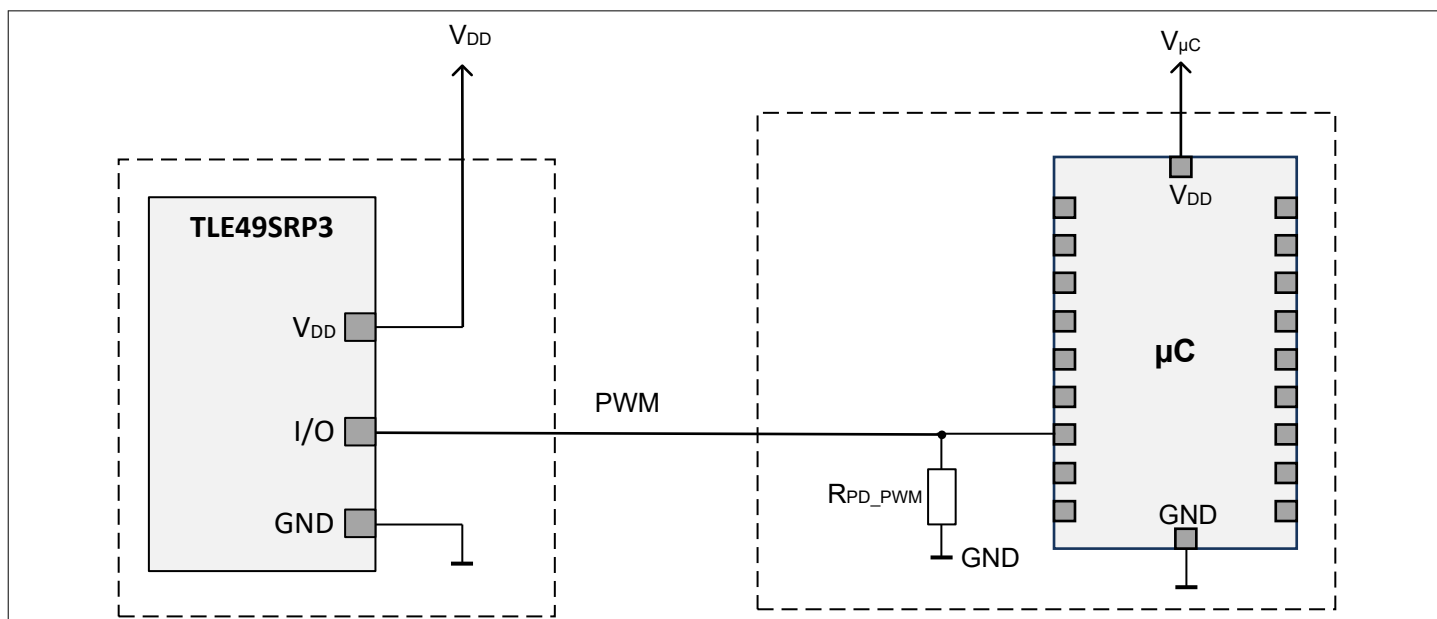 VDD
VµC
TLE49SRP3
VDD
VDD
µC
PWM
I/O
RPD_PWM
GND
GND
GND